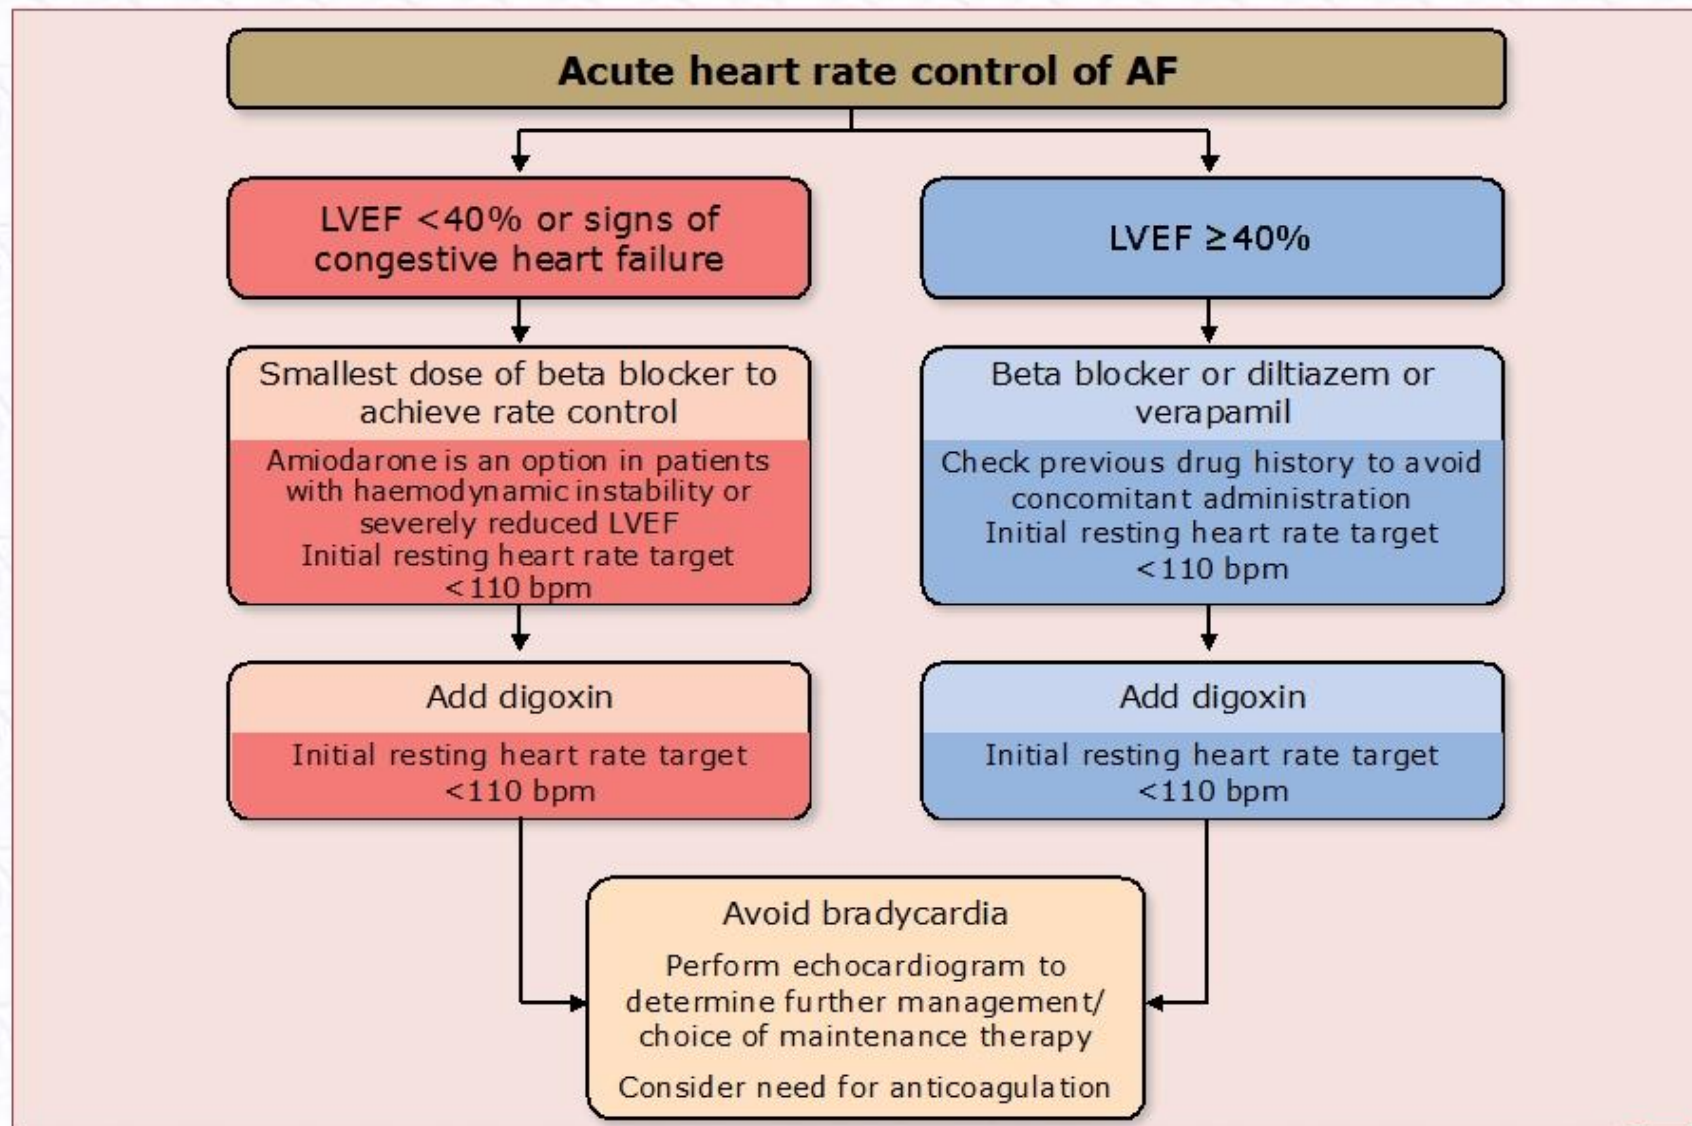 Acute heart rate control of AF
LVEF <40% or signs of
congestive heart failure
LVEF ≥40%
Smallest dose of beta blocker to
achieve rate control
Amiodarone is an option in patients
with haemodynamic instability or
severely reduced LVEF
Initial resting heart rate target
<110 bpm
Beta blocker or diltiazem or
verapamil
Check previous drug history to avoid
concomitant administration
Initial resting heart rate target
<110 bpm
Add digoxin
Initial resting heart rate target
<110 bpm
Add digoxin
Initial resting heart rate target
<110 bpm
Avoid bradycardia
Perform echocardiogram to
determine further management/
choice of maintenance therapy
Consider need for anticoagulation